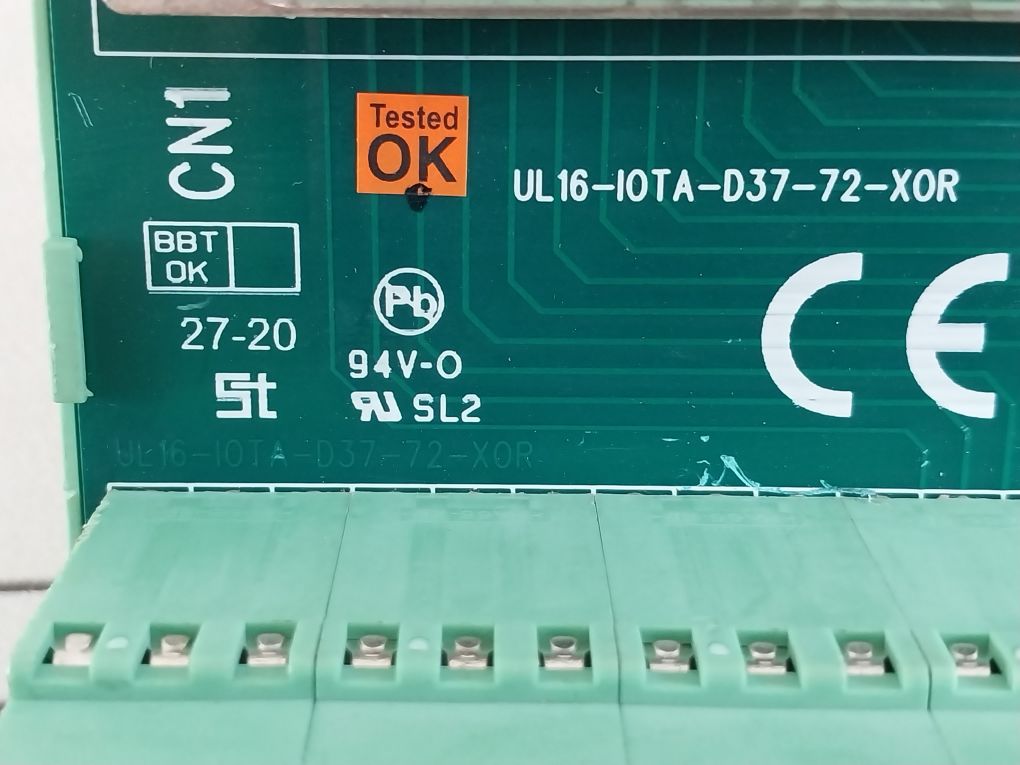 CN1
Tested
OK
UL16-IOTA-D37-72-XOR
BBT
OK
27-20
Pb
94V-0
SL2
CE
UL16-IOTA-D37-72-XOR